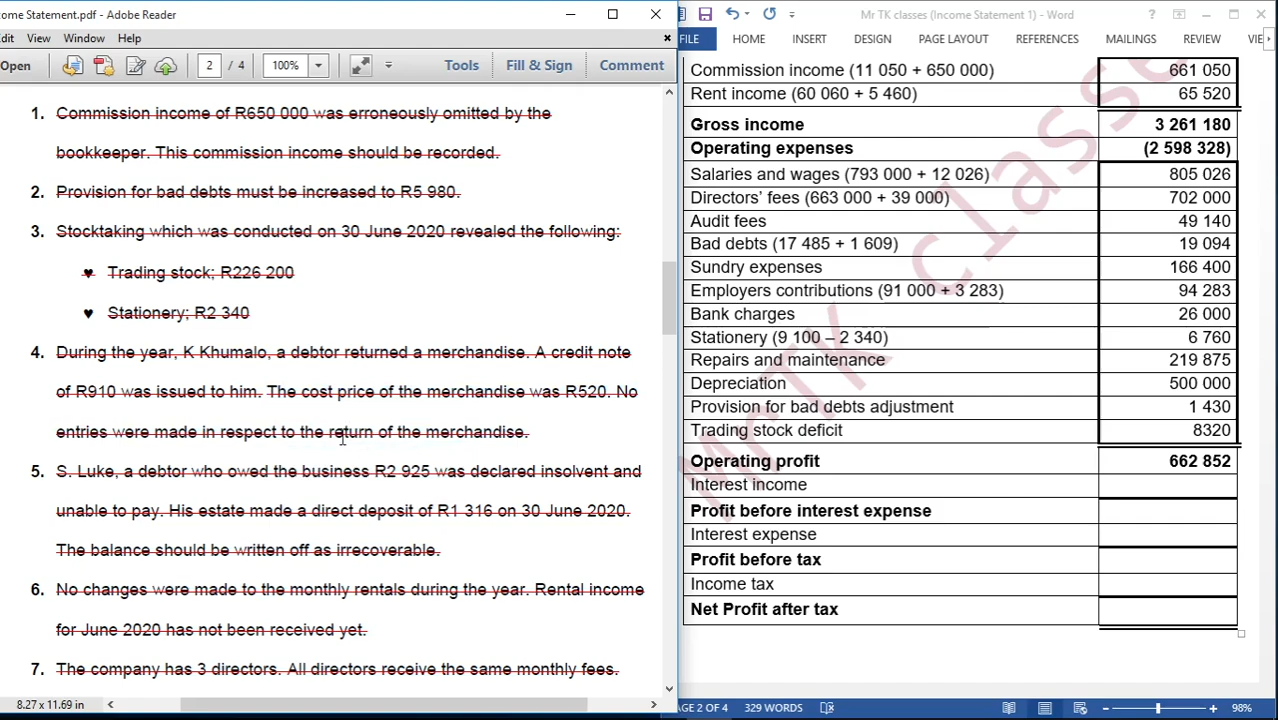 ome Statement.pdf - Adobe Reader
dit View Window Help
Open 2 / 4 100% Tools Fill & Sign Comment
1. Commission income of R650 000 was erroneously omitted by the
bookkeeper. This commission income should be recorded.
2. Provision for bad debts must be increased to R5 980.
3. Stocktaking which was conducted on 30 June 2020 revealed the following:
♥ Trading stock; R226 200
♥ Stationery; R2 340
4. During the year, K Khumalo, a debtor returned a merchandise. A credit note
of R910 was issued to him. The cost price of the merchandise was R520. No
entries were made in respect to the return of the merchandise.
5. S. Luke, a debtor who owed the business R2 925 was declared insolvent and
unable to pay. His estate made a direct deposit of R1 316 on 30 June 2020.
The balance should be written off as irrecoverable.
6. No changes were made to the monthly rentals during the year. Rental income
for June 2020 has not been received yet.
7. The company has 3 directors. All directors receive the same monthly fees.
8.27 x 11.69 in
Mr TK classes (Income Statement 1) - Word
FILE HOME INSERT DESIGN PAGE LAYOUT REFERENCES MAILINGS REVIEW VIE
Commission income (11 050 + 650 000) 661 050
Rent income (60 060 + 5 460) 65 520
Gross income 3 261 180
Operating expenses (2 598 328)
Salaries and wages (793 000 + 12 026) 805 026
Directors' fees (663 000 + 39 000) 702 000
Audit fees 49 140
Bad debts (17 485 + 1 609) 19 094
Sundry expenses 166 400
Employers contributions (91 000 + 3 283) 94 283
Bank charges 26 000
Stationery (9 100 – 2 340) 6 760
Repairs and maintenance 219 875
Depreciation 500 000
Provision for bad debts adjustment 1 430
Trading stock deficit 8320
Operating profit 662 852
Interest income
Profit before interest expense
Interest expense
Profit before tax
Income tax
Net Profit after tax
MrTK classe
AGE 2 OF 4 329 WORDS 98%